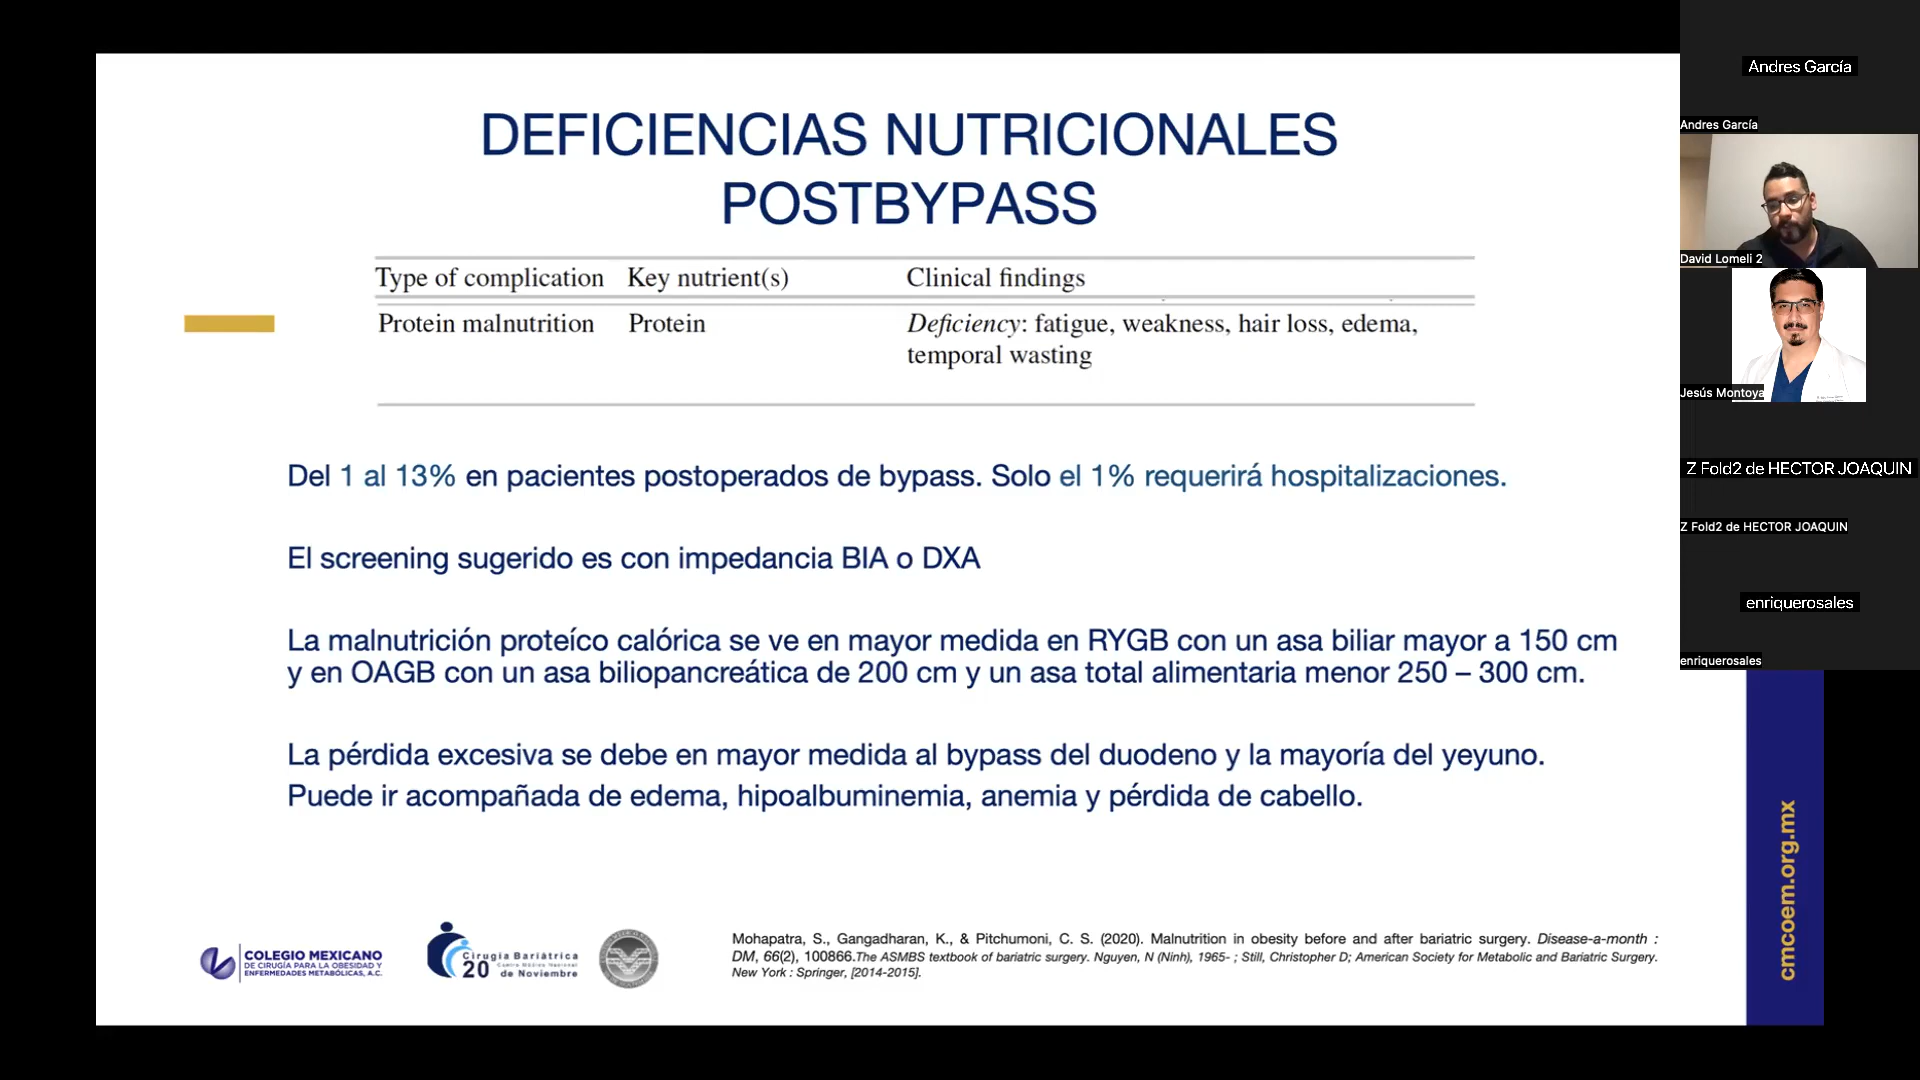 DEFICIENCIAS NUTRICIONALES
POSTBYPASS
Type of complication Key nutrient(s) Clinical findings
Protein malnutrition Protein Deficiency: fatigue, weakness, hair loss, edema,
temporal wasting
Del 1 al 13% en pacientes postoperados de bypass. Solo el 1% requerirá hospitalizaciones.
El screening sugerido es con impedancia BIA o DXA
La malnutrición proteíco calórica se ve en mayor medida en RYGB con un asa biliar mayor a 150 cm
y en OAGB con un asa biliopancreática de 200 cm y un asa total alimentaria menor 250 – 300 cm.
La pérdida excesiva se debe en mayor medida al bypass del duodeno y la mayoría del yeyuno.
Puede ir acompañada de edema, hipoalbuminemia, anemia y pérdida de cabello.
COLEGIO MEXICANO
DE CIRUGÍA PARA LA OBESIDAD Y
ENFERMEDADES METABÓLICAS, A.C.
Cirugía Bariátrica
Centro Médico Nacional
20 de Noviembre
Mohapatra, S., Gangadharan, K., & Pitchumoni, C. S. (2020). Malnutrition in obesity before and after bariatric surgery. Disease-a-month :
DM, 66(2), 100866.The ASMBS textbook of bariatric surgery. Nguyen, N (Ninh), 1965- ; Still, Christopher D; American Society for Metabolic and Bariatric Surgery.
New York : Springer, [2014-2015].
cmcoem.org.mx
Andres García
Andres García
David Lomeli 2
Jesús Montoya
Z Fold2 de HECTOR JOAQUIN
Z Fold2 de HECTOR JOAQUIN
enriquerosales
enriquerosales